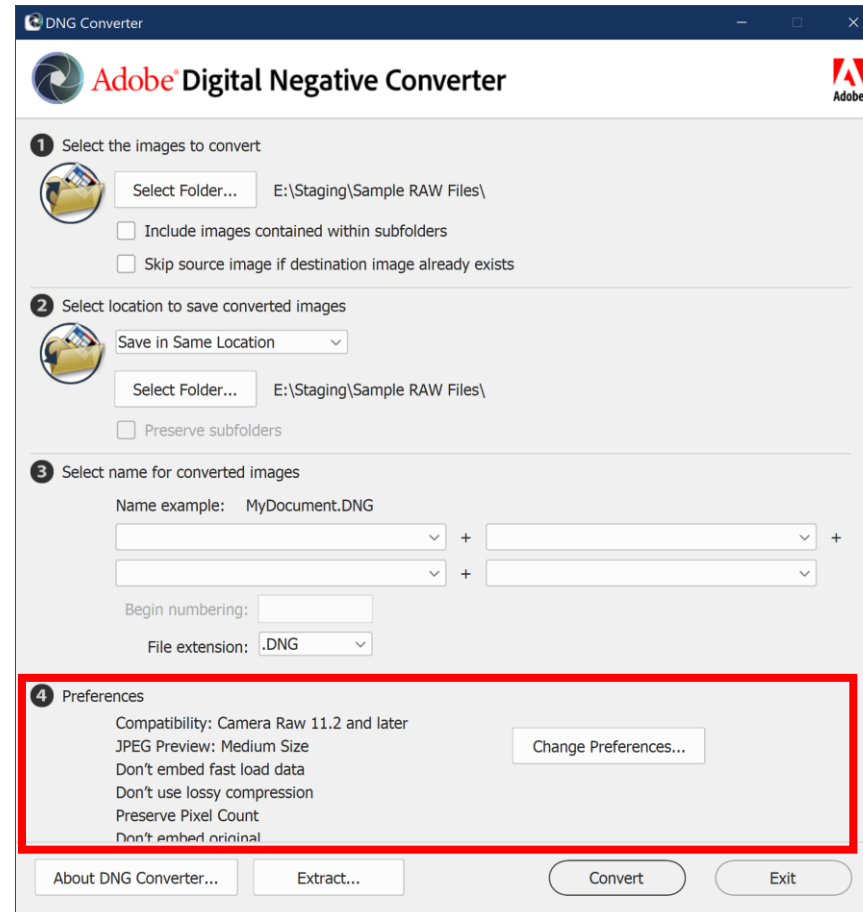 DNG Converter
Adobe® Digital Negative Converter
Adobe
1 Select the images to convert
Select Folder... E:\Staging\Sample RAW Files\
Include images contained within subfolders
Skip source image if destination image already exists
2 Select location to save converted images
Save in Same Location
Select Folder... E:\Staging\Sample RAW Files\
Preserve subfolders
3 Select name for converted images
Name example: MyDocument.DNG
+ +
+
Begin numbering:
File extension: .DNG
4 Preferences
Compatibility: Camera Raw 11.2 and later
JPEG Preview: Medium Size
Change Preferences...
Don’t embed fast load data
Don’t use lossy compression
Preserve Pixel Count
Don’t embed original
About DNG Converter... Extract... Convert Exit